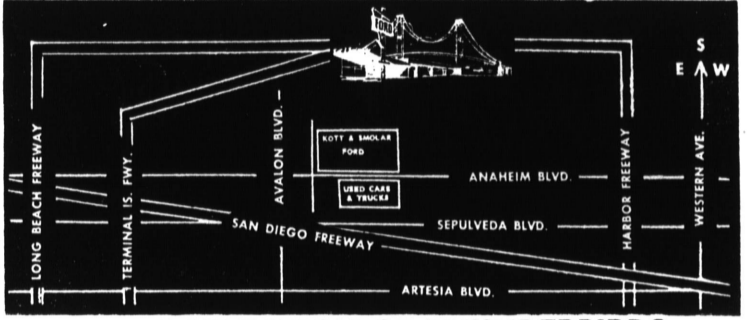 FORD
S
E W
KOTT & SMOLAR
FORD
USED CARS
& TRUCKS
LONG BEACH FREEWAY
TERMINAL IS. FWY.
AVALON BLVD.
ANAHEIM BLVD.
HARBOR FREEWAY
WESTERN AVE.
SEPULVEDA BLVD.
SAN DIEGO FREEWAY
ARTESIA BLVD.